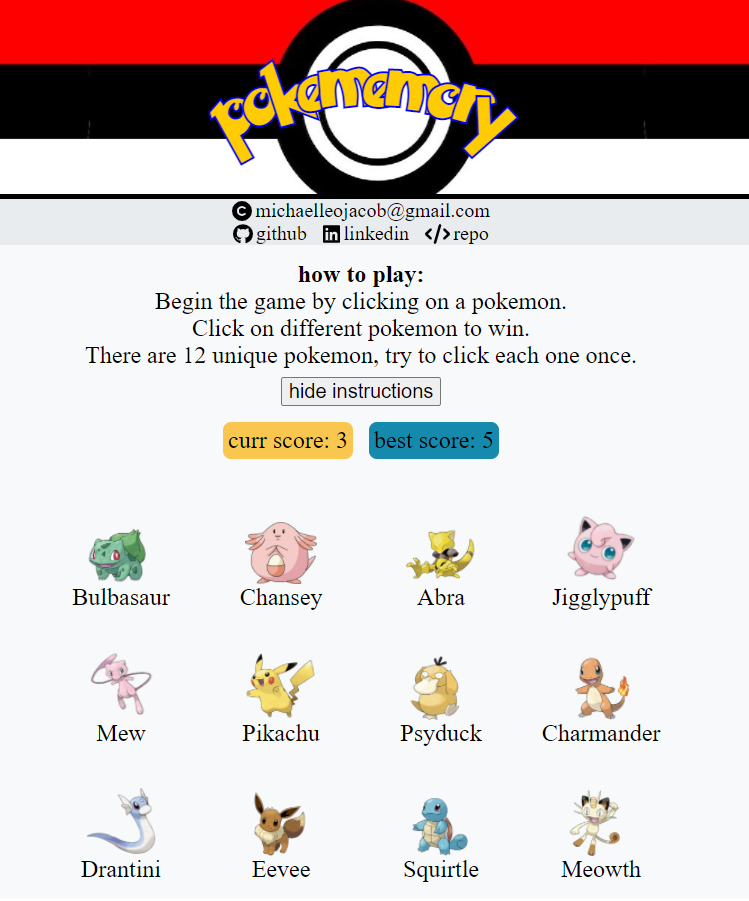 pokememory
michaelleojacob@gmail.com
github linkedin repo
how to play:
Begin the game by clicking on a pokemon.
Click on different pokemon to win.
There are 12 unique pokemon, try to click each one once.
hide instructions
curr score: 3 best score: 5
Bulbasaur Chansey Abra Jigglypuff
Mew Pikachu Psyduck Charmander
Drantini Eevee Squirtle Meowth